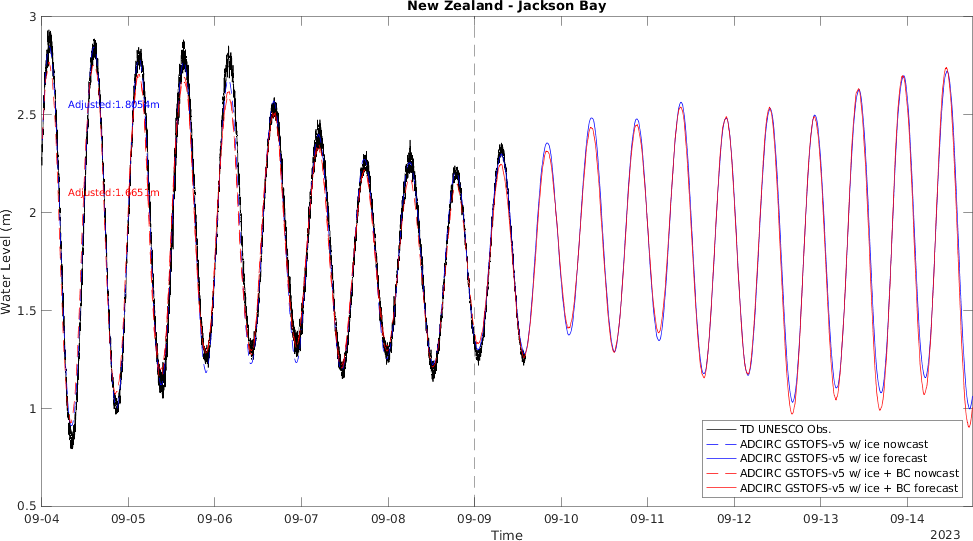 New Zealand - Jackson Bay
Water Level (m)
3
2.5
2
1.5
1
0.5
Adjusted:1.8054m
Adjusted:1.6651m
TD UNESCO Obs.
ADCIRC GSTOFS-v5 w/ ice nowcast
ADCIRC GSTOFS-v5 w/ ice forecast
ADCIRC GSTOFS-v5 w/ ice + BC nowcast
ADCIRC GSTOFS-v5 w/ ice + BC forecast
09-04 09-05 09-06 09-07 09-08 09-09 09-10 09-11 09-12 09-13 09-14
Time
2023